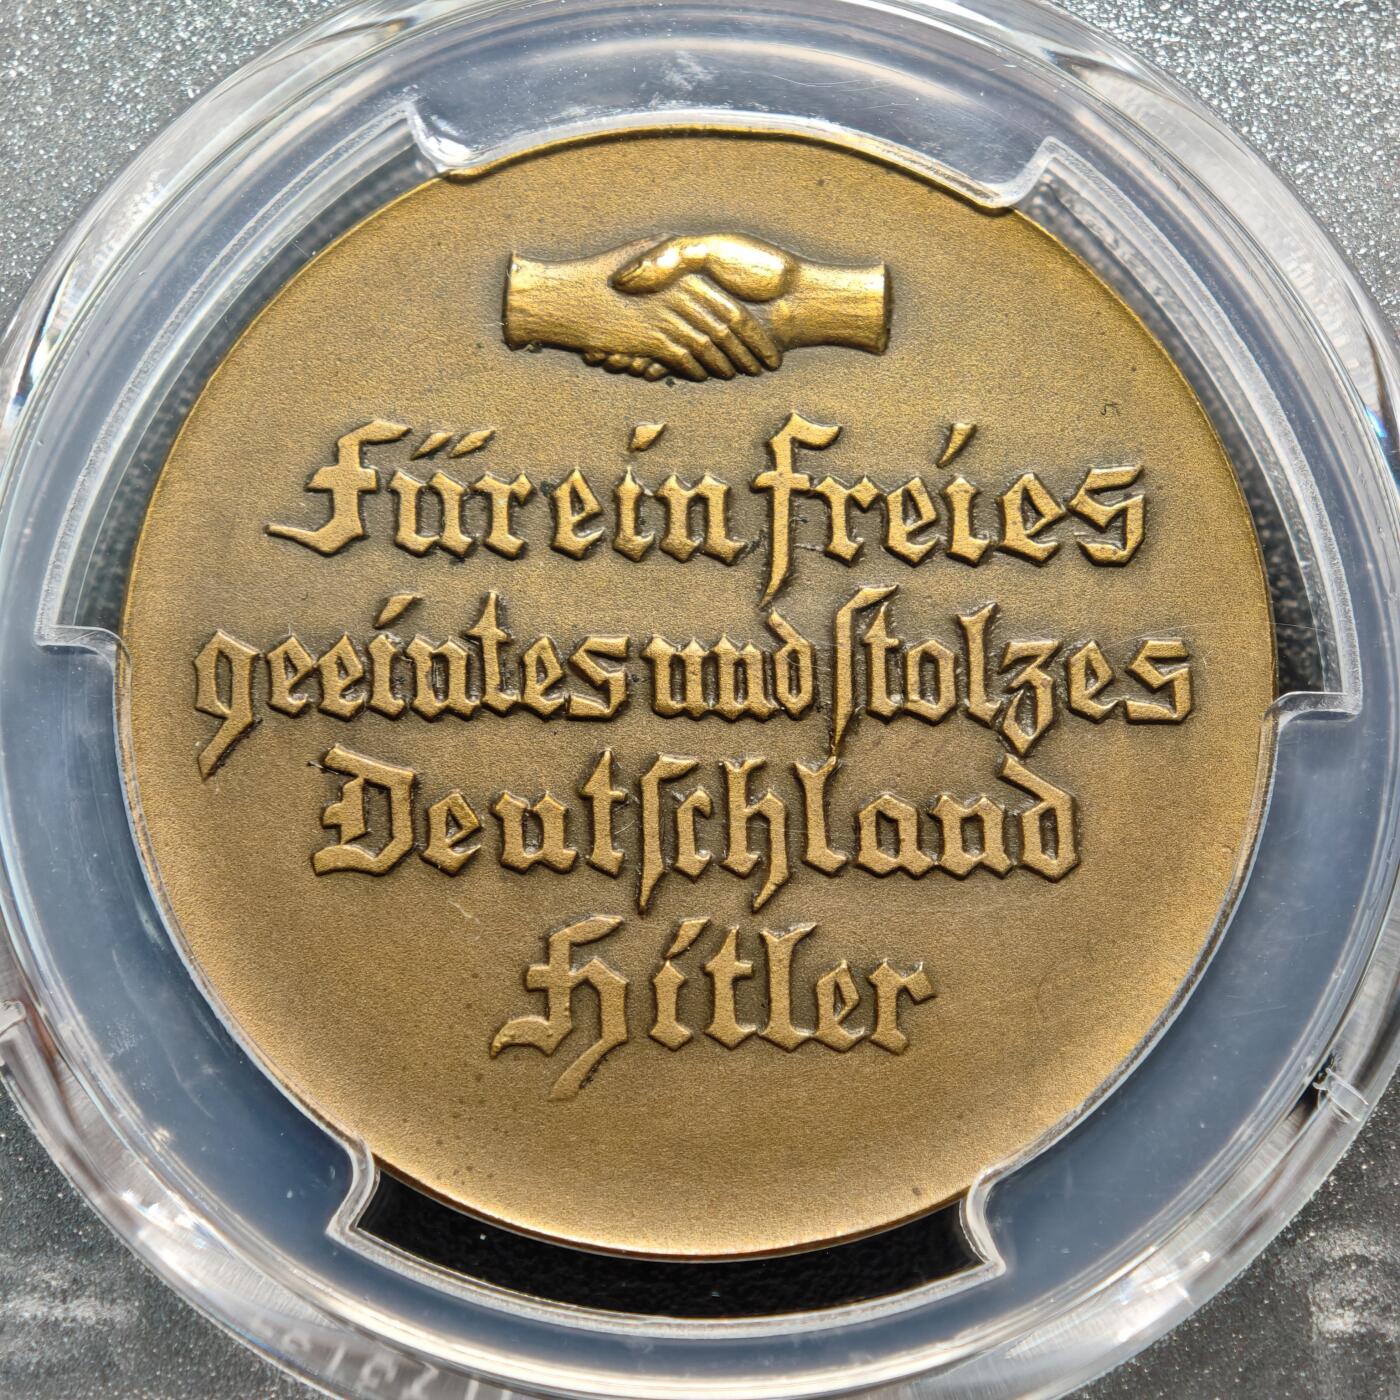 Für ein freies
geeintes und stolzes
Deutschland
Hitler